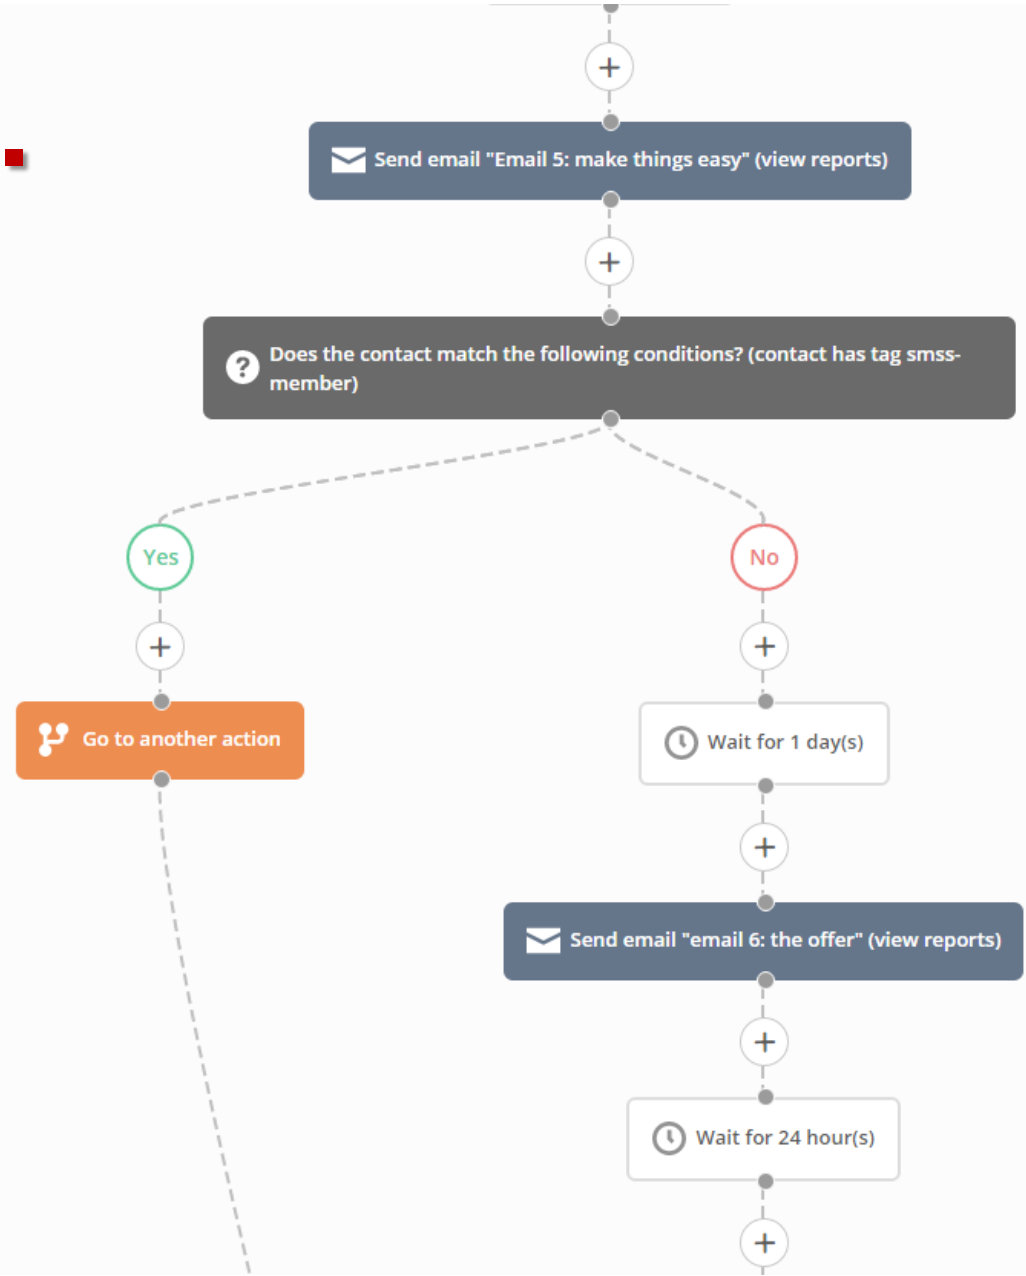 Send email "Email 5: make things easy" (view reports)
Does the contact match the following conditions? (contact has tag smss-
member)
Yes
No
Go to another action
Wait for 1 day(s)
Send email "email 6: the offer" (view reports)
Wait for 24 hour(s)